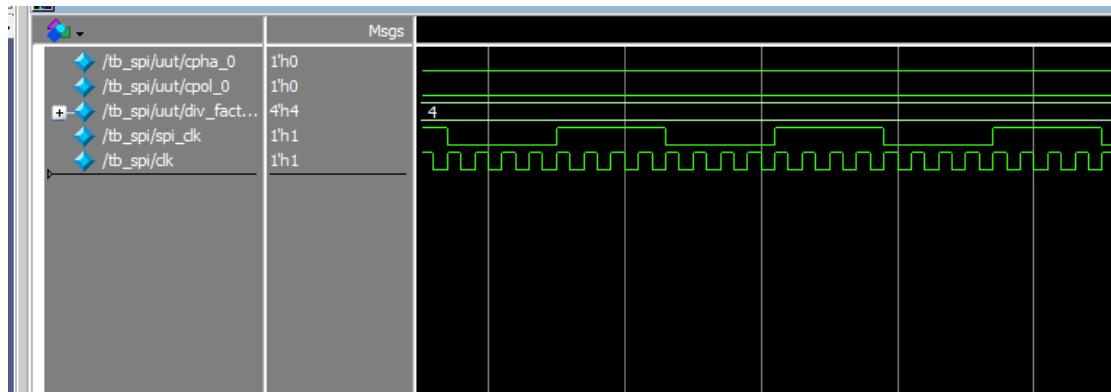 Msgs
/tb_spi/uut/cpha_0 1'h0
/tb_spi/uut/cpol_0 1'h0
/tb_spi/uut/div_fact... 4'h4 4
/tb_spi/spi_clk 1'h1
/tb_spi/clk 1'h1